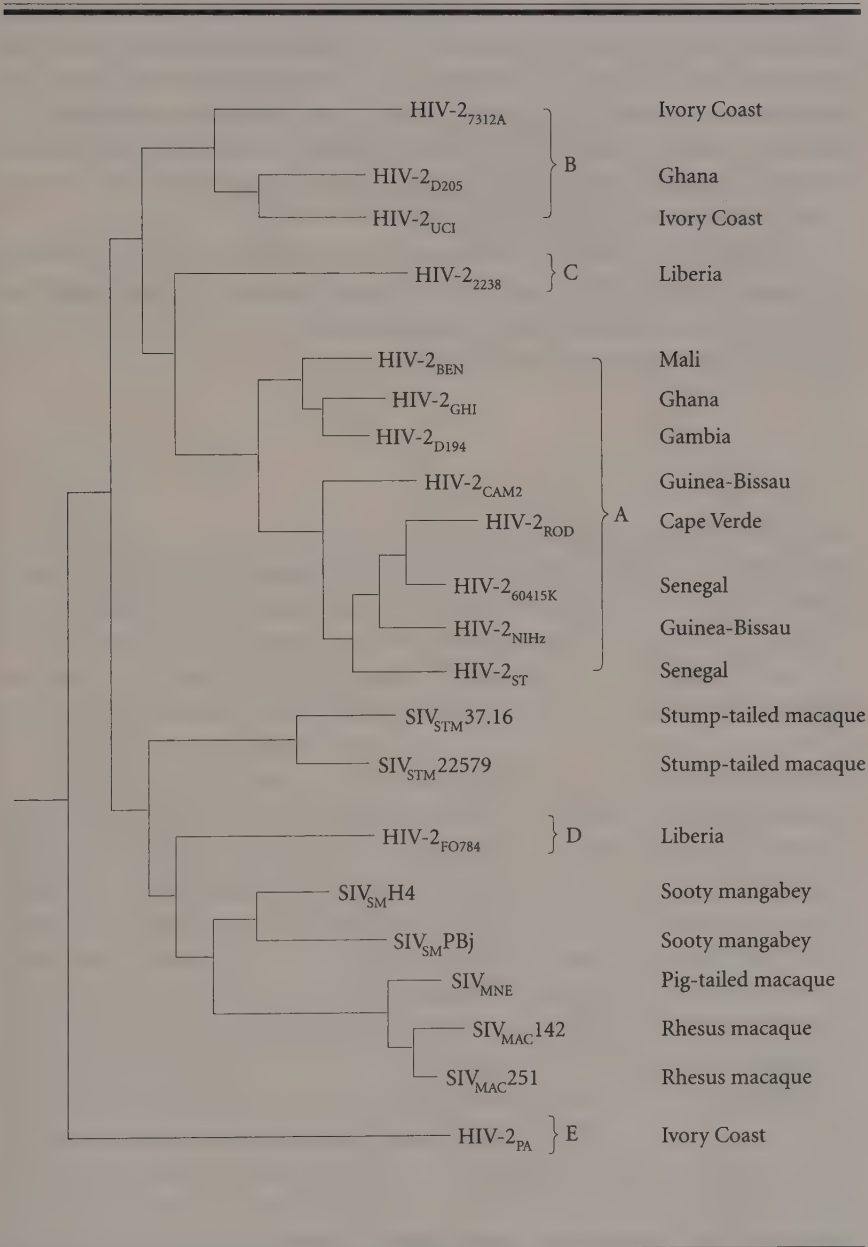 HIV-2₇₃₁₂A Ivory Coast
B
HIV-2D205 Ghana
HIV-2UCI Ivory Coast
HIV-2₂₂₃₈ } C Liberia
HIV-2BEN Mali
HIV-2GHI Ghana
HIV-2D194 Gambia
HIV-2CAM2 Guinea-Bissau
A
HIV-2ROD Cape Verde
HIV-260415K Senegal
HIV-2NIHz Guinea-Bissau
HIV-2ST Senegal
SIVSTM37.16 Stump-tailed macaque
SIVSTM22579 Stump-tailed macaque
HIV-2FO784 } D Liberia
SIVSMH4 Sooty mangabey
SIVSMPBj Sooty mangabey
SIVMNE Pig-tailed macaque
SIVMAC142 Rhesus macaque
SIVMAC251 Rhesus macaque
HIV-2PA } E Ivory Coast